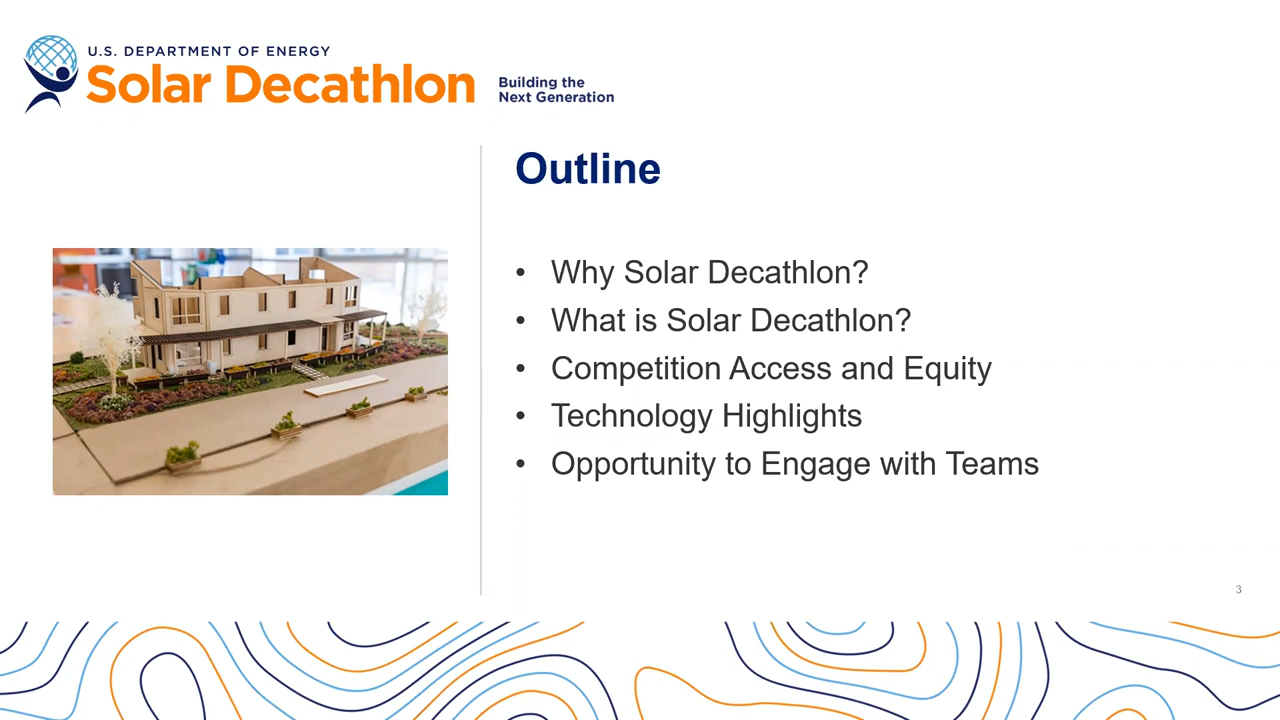 U.S. DEPARTMENT OF ENERGY
Solar Decathlon
Building the
Next Generation
Outline
• Why Solar Decathlon?
• What is Solar Decathlon?
• Competition Access and Equity
• Technology Highlights
• Opportunity to Engage with Teams
3